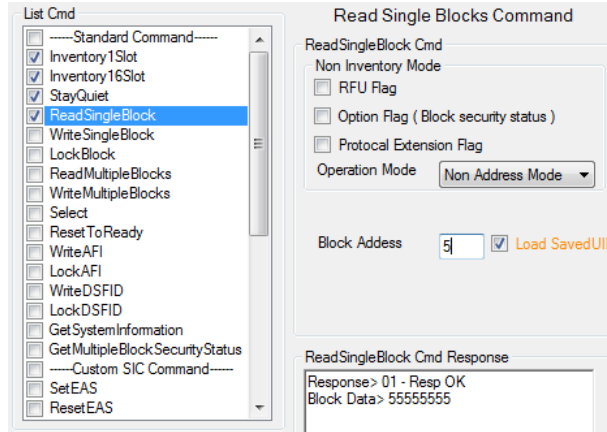 List Cmd
------Standard Command------
Inventory1Slot
Inventory16Slot
StayQuiet
ReadSingleBlock
WriteSingleBlock
LockBlock
ReadMultipleBlocks
WriteMultipleBlocks
Select
ResetToReady
WriteAFI
LockAFI
WriteDSFID
LockDSFID
GetSystemInformation
GetMultipleBlockSecurityStatus
------Custom SIC Command------
SetEAS
ResetEAS
Read Single Blocks Command
ReadSingleBlock Cmd
Non Inventory Mode
RFU Flag
Option Flag ( Block security status )
Protocal Extension Flag
Operation Mode Non Address Mode
Block Addess 5 Load SavedUI
ReadSingleBlock Cmd Response
Response> 01 - Resp OK
Block Data> 55555555